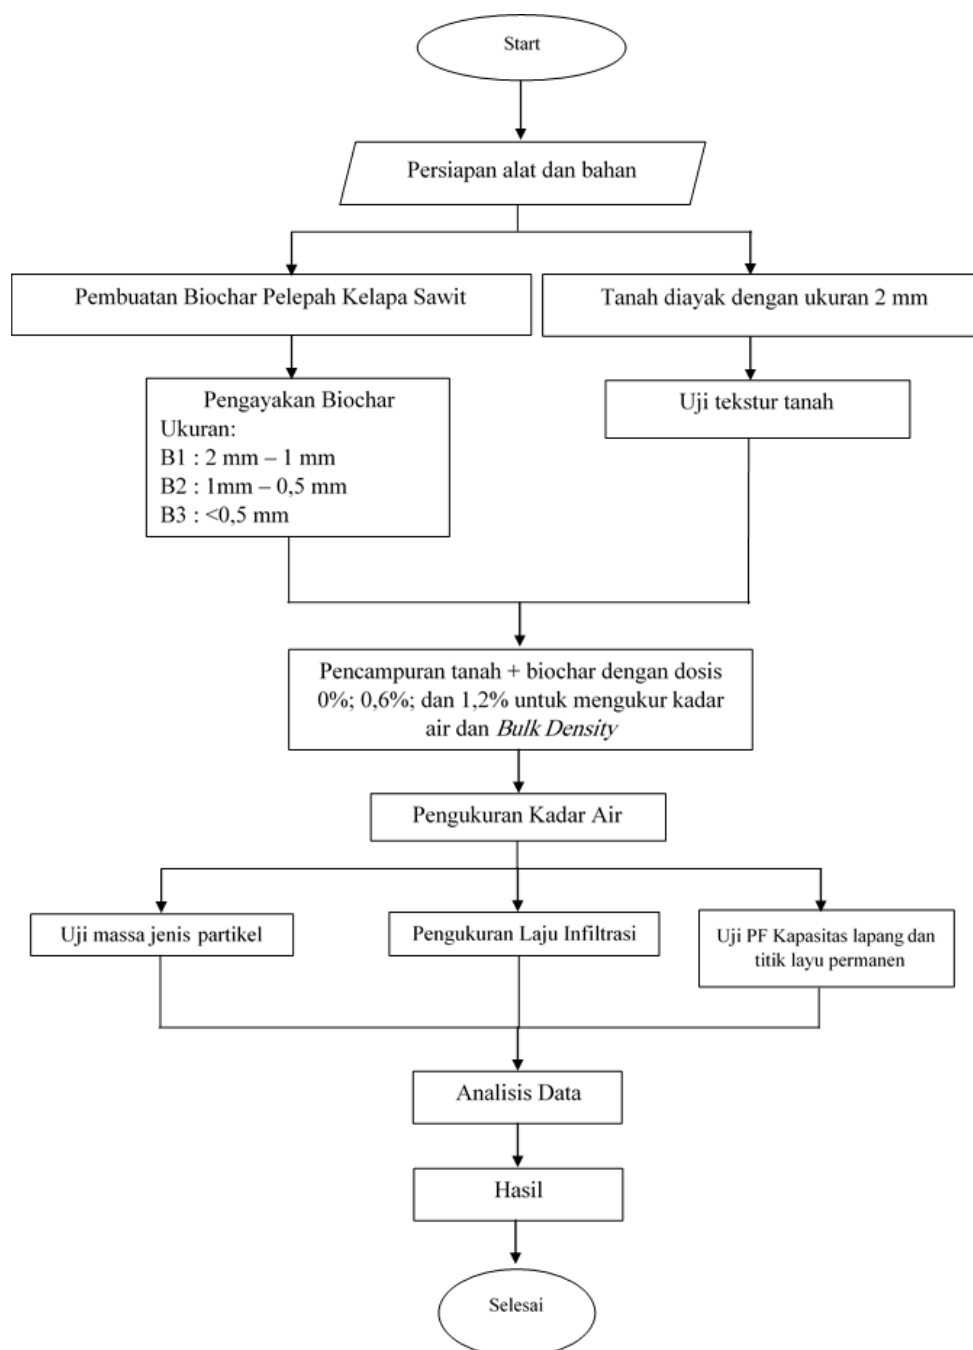 Start
Persiapan alat dan bahan
Pembuatan Biochar Pelepah Kelapa Sawit
Tanah diayak dengan ukuran 2 mm
Pengayakan Biochar
Ukuran:
B1 : 2 mm – 1 mm
B2 : 1mm – 0,5 mm
B3 : <0,5 mm
Uji tekstur tanah
Pencampuran tanah + biochar dengan dosis
0%; 0,6%; dan 1,2% untuk mengukur kadar
air dan Bulk Density
Pengukuran Kadar Air
Uji massa jenis partikel
Pengukuran Laju Infiltrasi
Uji PF Kapasitas lapang dan
titik layu permanen
Analisis Data
Hasil
Selesai